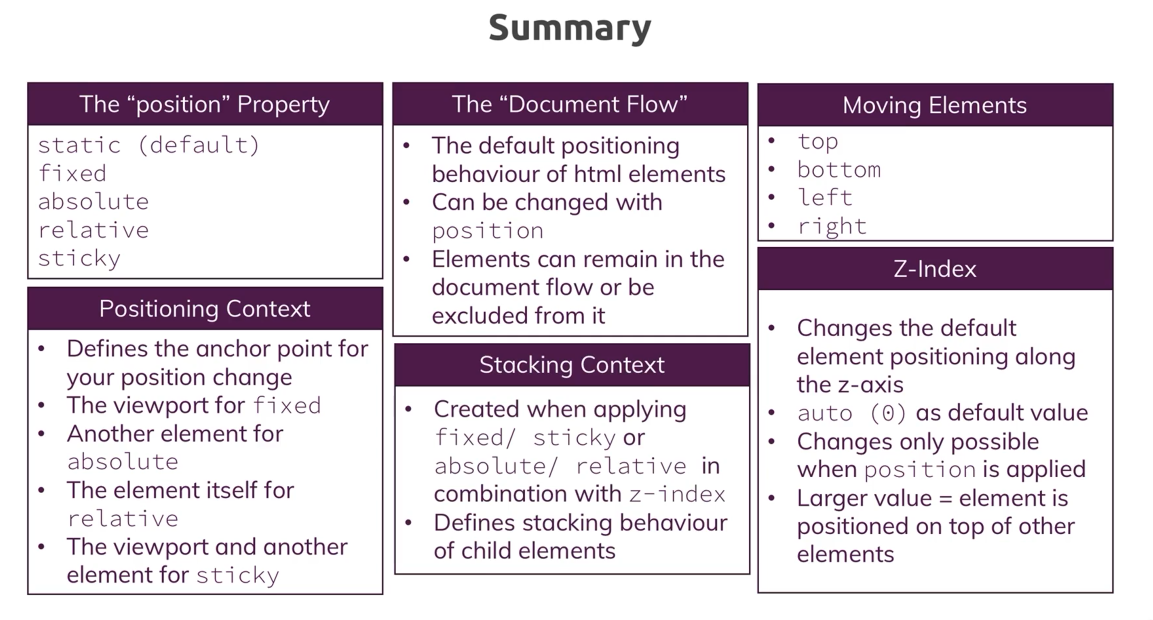 Summary
The “position” Property
static (default)
fixed
absolute
relative
sticky
Positioning Context
• Defines the anchor point for
your position change
• The viewport for fixed
• Another element for
absolute
• The element itself for
relative
• The viewport and another
element for sticky
The “Document Flow”
• The default positioning
behaviour of html elements
• Can be changed with
position
• Elements can remain in the
document flow or be
excluded from it
Stacking Context
• Created when applying
fixed/ sticky or
absolute/ relative in
combination with z-index
• Defines stacking behaviour
of child elements
Moving Elements
• top
• bottom
• left
• right
Z-Index
• Changes the default
element positioning along
the z-axis
• auto (0) as default value
• Changes only possible
when position is applied
• Larger value = element is
positioned on top of other
elements